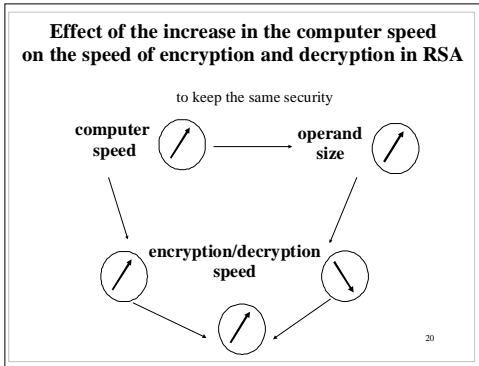 Effect of the increase in the computer speed
on the speed of encryption and decryption in RSA
to keep the same security
computer
speed
operand
size
encryption/decryption
speed
20